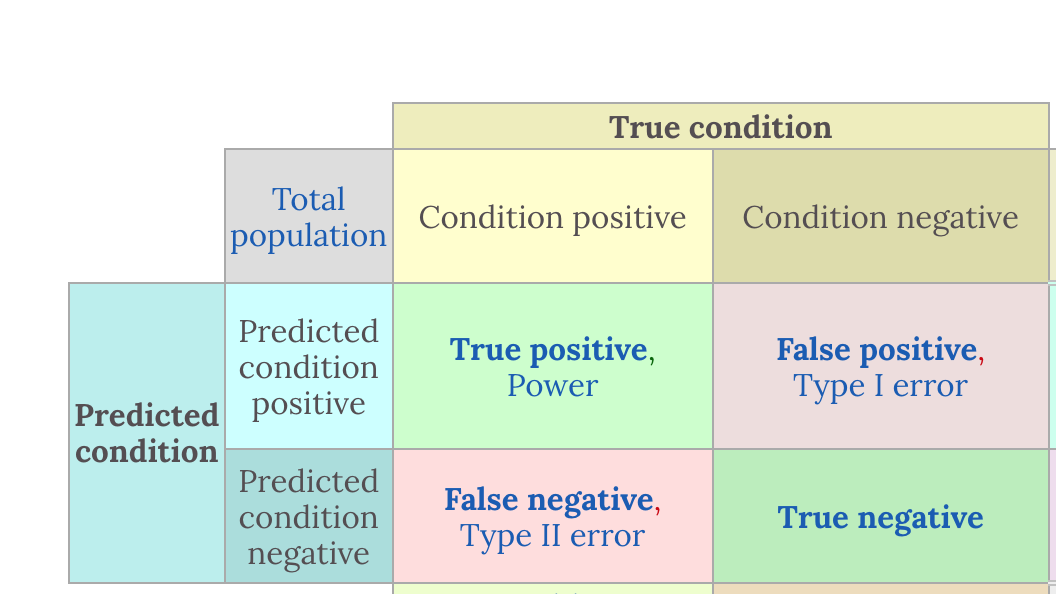 True condition
Total
population
Condition positive
Condition negative
Predicted
condition
Predicted
condition
positive
True positive,
Power
False positive,
Type I error
Predicted
condition
negative
False negative,
Type II error
True negative